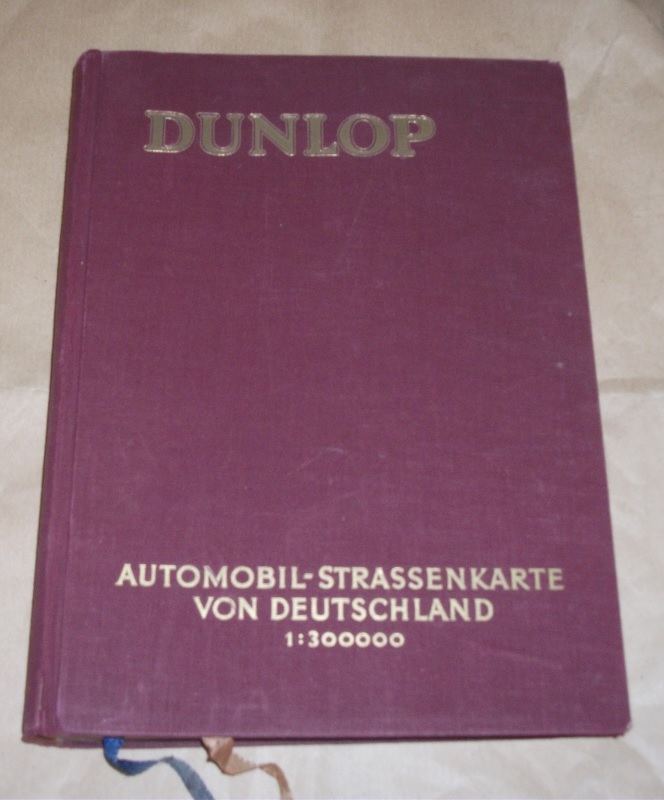 DUNLOP
AUTOMOBIL-STRASSENKARTE
VON DEUTSCHLAND
1:300000